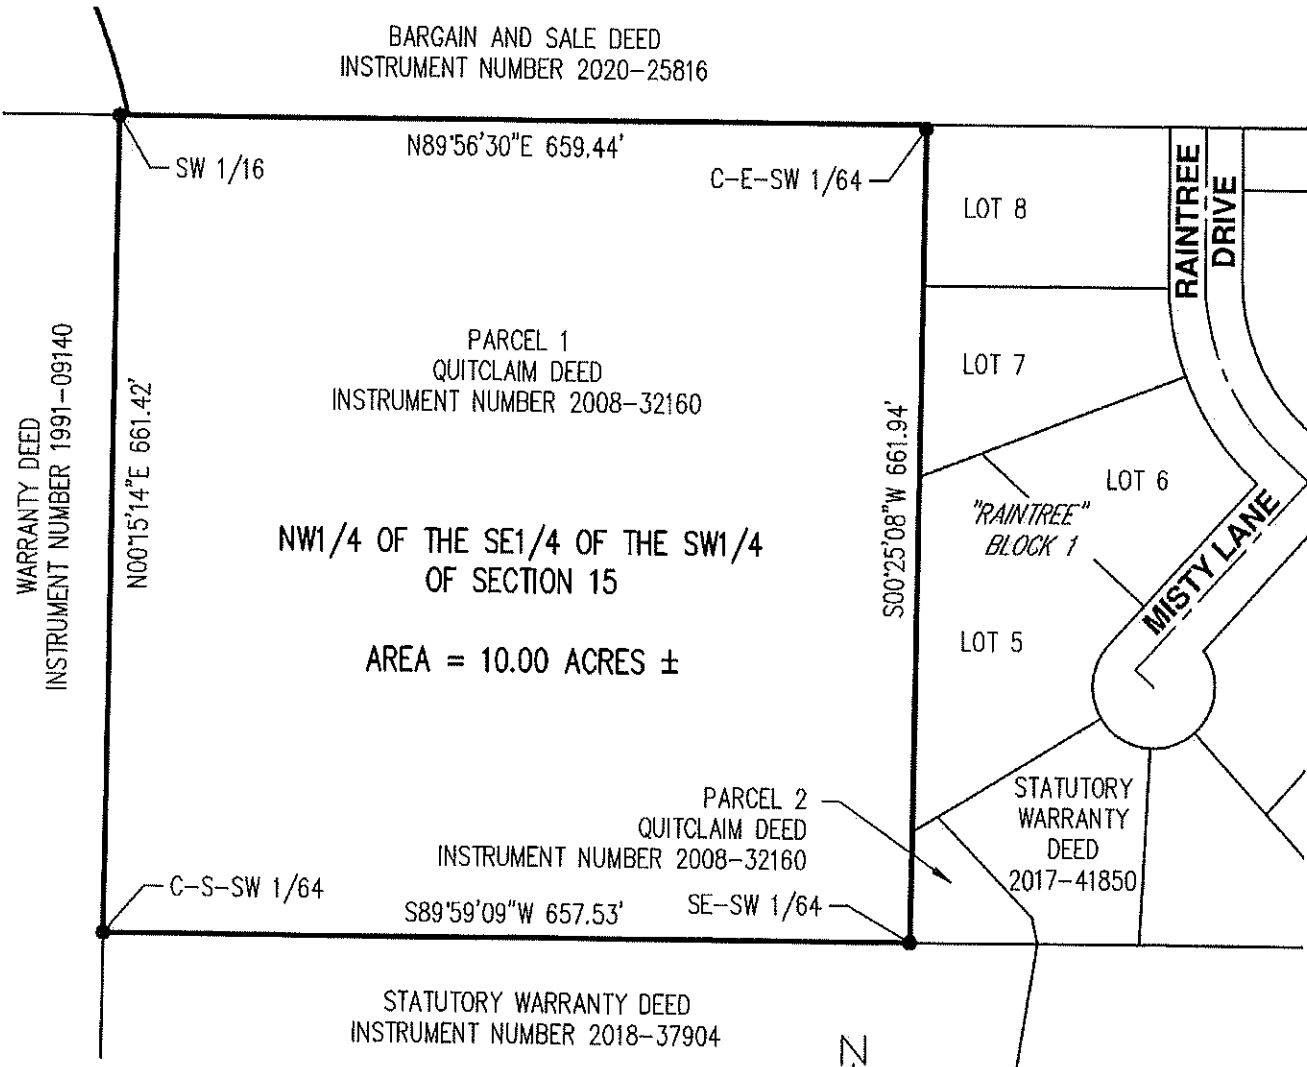 BARGAIN AND SALE DEED
INSTRUMENT NUMBER 2020-25816
N89°56'30"E 659.44'
SW 1/16
C-E-SW 1/64
LOT 8
RAINTREE
DRIVE
LOT 7
PARCEL 1
QUITCLAIM DEED
INSTRUMENT NUMBER 2008-32160
WARRANTY DEED
INSTRUMENT NUMBER 1991-09140
N00°15'14"E 661.42'
S00°25'08"W 661.94'
LOT 6
"RAINTREE"
BLOCK 1
MISTY LANE
NW1/4 OF THE SE1/4 OF THE SW1/4
OF SECTION 15
AREA = 10.00 ACRES ±
LOT 5
PARCEL 2
QUITCLAIM DEED
INSTRUMENT NUMBER 2008-32160
STATUTORY
WARRANTY
DEED
2017-41850
C-S-SW 1/64
S89°59'09"W 657.53'
SE-SW 1/64
STATUTORY WARRANTY DEED
INSTRUMENT NUMBER 2018-37904
N